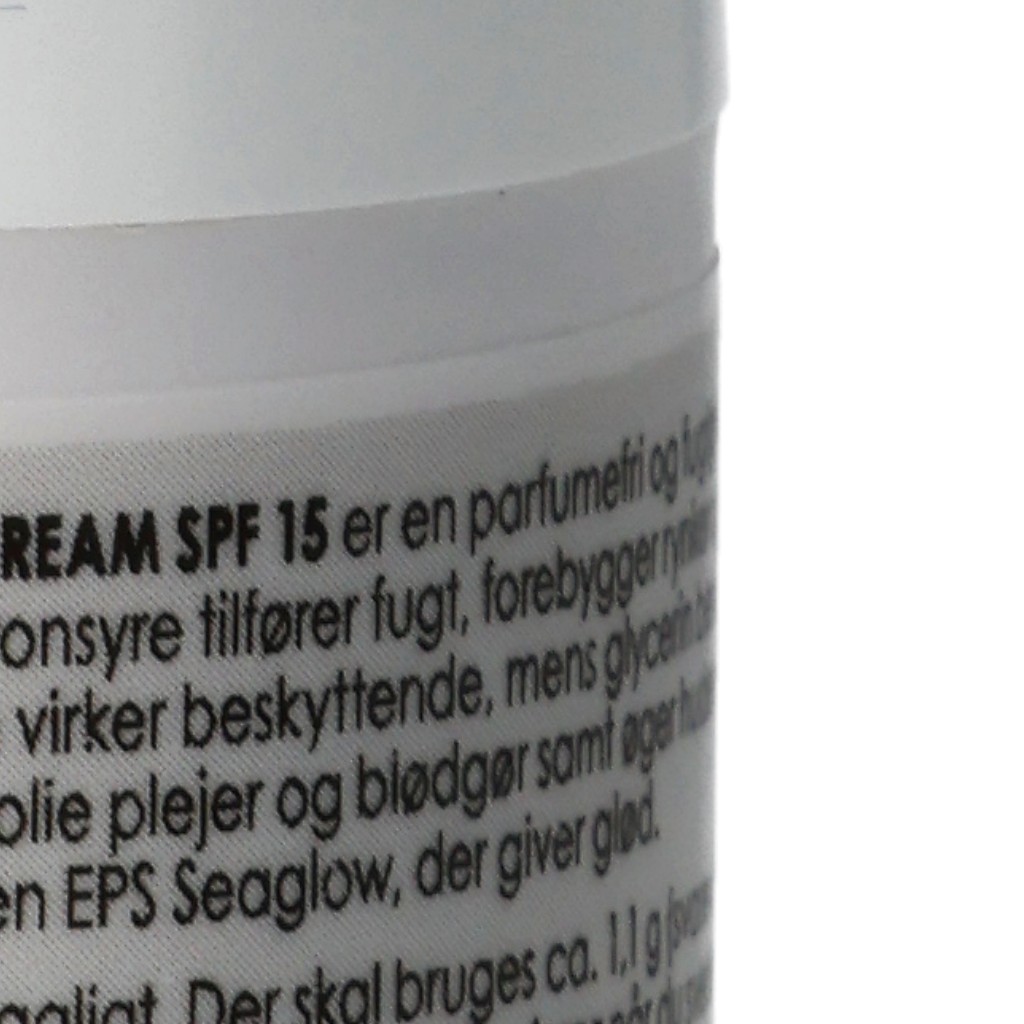 REAM SPF 15 er en parfumefri og
onsyre tilfører fugt, forebygger
virker beskyttende, mens glycerin
olie plejer og blødgør samt øger
en EPS Seaglow, der giver glød.
Der skal bruges ca. 1,1 g